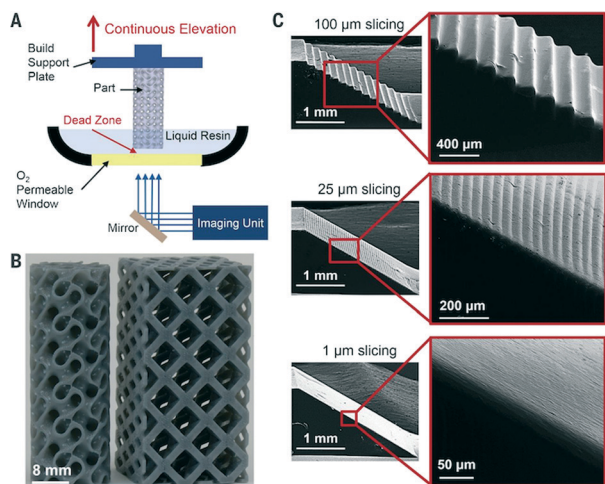 A
Continuous Elevation
Build
Support
Plate
Part
Dead Zone
Liquid Resin
O₂
Permeable
Window
Mirror
Imaging Unit
B
8 mm
C
100 µm slicing
1 mm
400 µm
25 µm slicing
1 mm
200 µm
1 µm slicing
1 mm
50 µm